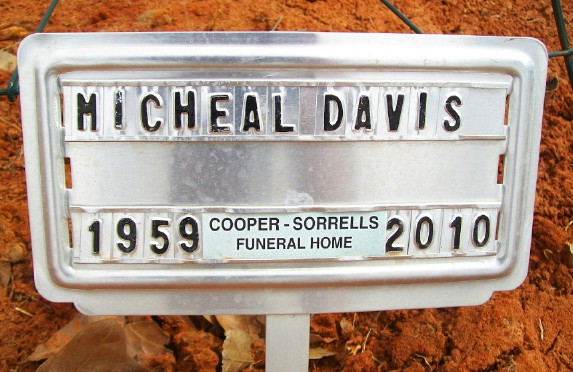 MICHEAL DAVIS
1959 COOPER - SORRELLS FUNERAL HOME 2010